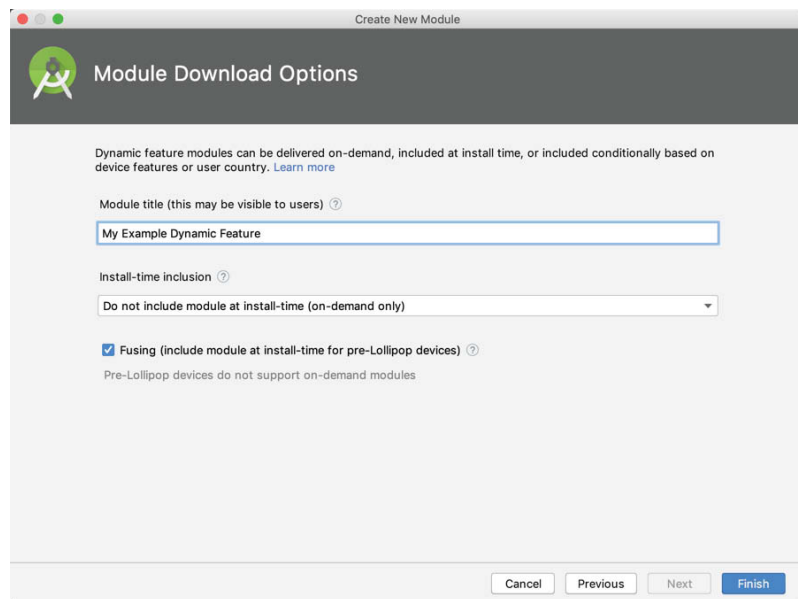 Create New Module
Module Download Options
Dynamic feature modules can be delivered on-demand, included at install time, or included conditionally based on
device features or user country. Learn more
Module title (this may be visible to users) ?
My Example Dynamic Feature
Install-time inclusion ?
Do not include module at install-time (on-demand only)
Fusing (include module at install-time for pre-Lollipop devices) ?
Pre-Lollipop devices do not support on-demand modules
Cancel Previous Next Finish